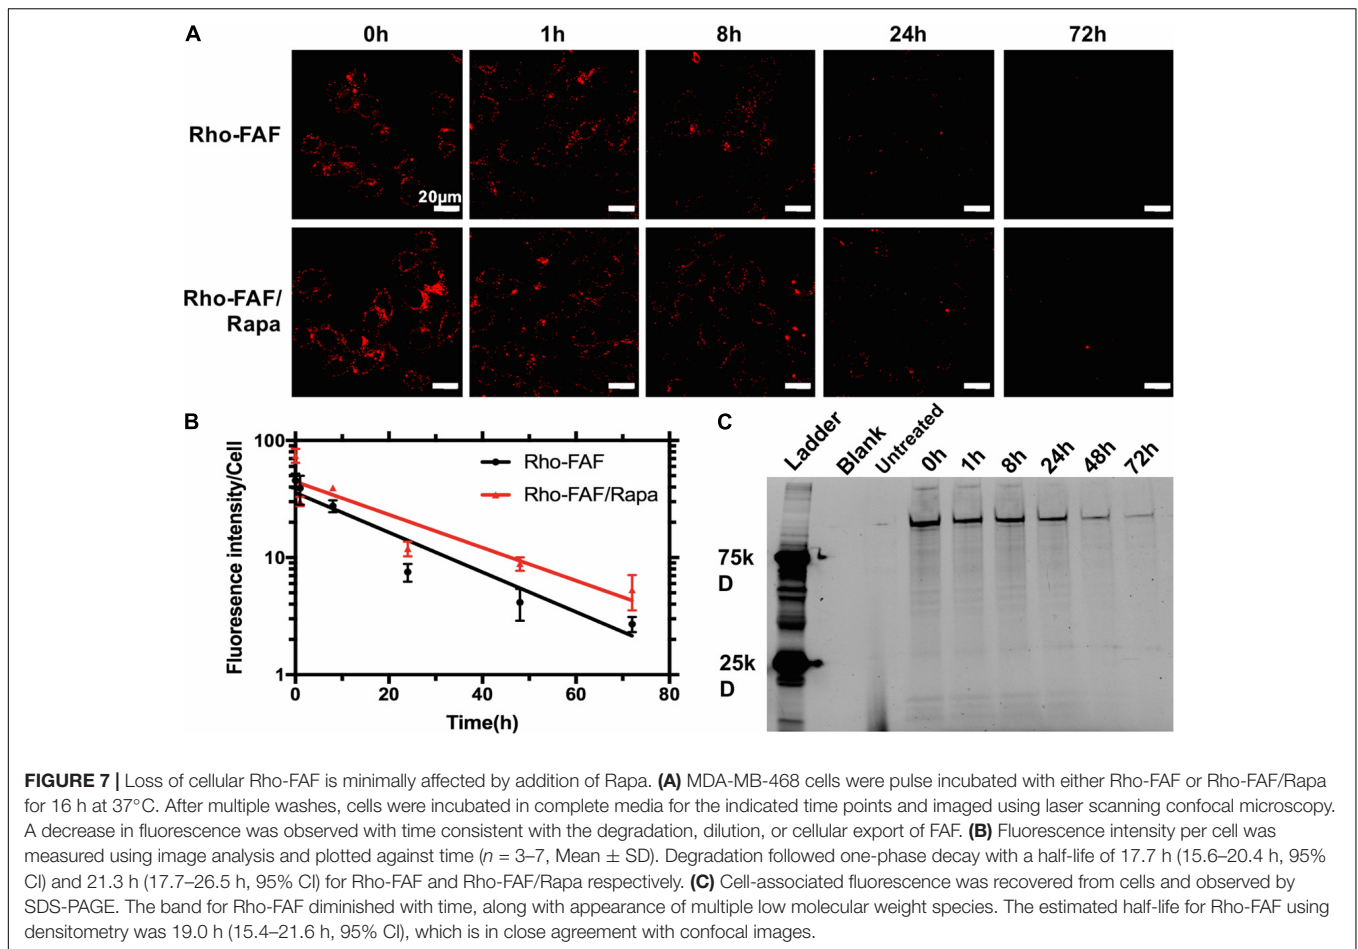 A
0h 1h 8h 24h 72h
Rho-FAF
20μm
Rho-FAF/
Rapa
B
Fluorescence intensity/Cell
100
10
1
0 20 40 60 80
Time(h)
Rho-FAF
Rho-FAF/Rapa
C
Ladder Blank Untreated 0h 1h 8h 24h 48h 72h
75k
D
25k
D
FIGURE 7 | Loss of cellular Rho-FAF is minimally affected by addition of Rapa. (A) MDA-MB-468 cells were pulse incubated with either Rho-FAF or Rho-FAF/Rapa
for 16 h at 37°C. After multiple washes, cells were incubated in complete media for the indicated time points and imaged using laser scanning confocal microscopy.
A decrease in fluorescence was observed with time consistent with the degradation, dilution, or cellular export of FAF. (B) Fluorescence intensity per cell was
measured using image analysis and plotted against time (n = 3–7, Mean ± SD). Degradation followed one-phase decay with a half-life of 17.7 h (15.6–20.4 h, 95%
CI) and 21.3 h (17.7–26.5 h, 95% CI) for Rho-FAF and Rho-FAF/Rapa respectively. (C) Cell-associated fluorescence was recovered from cells and observed by
SDS-PAGE. The band for Rho-FAF diminished with time, along with appearance of multiple low molecular weight species. The estimated half-life for Rho-FAF using
densitometry was 19.0 h (15.4–21.6 h, 95% CI), which is in close agreement with confocal images.